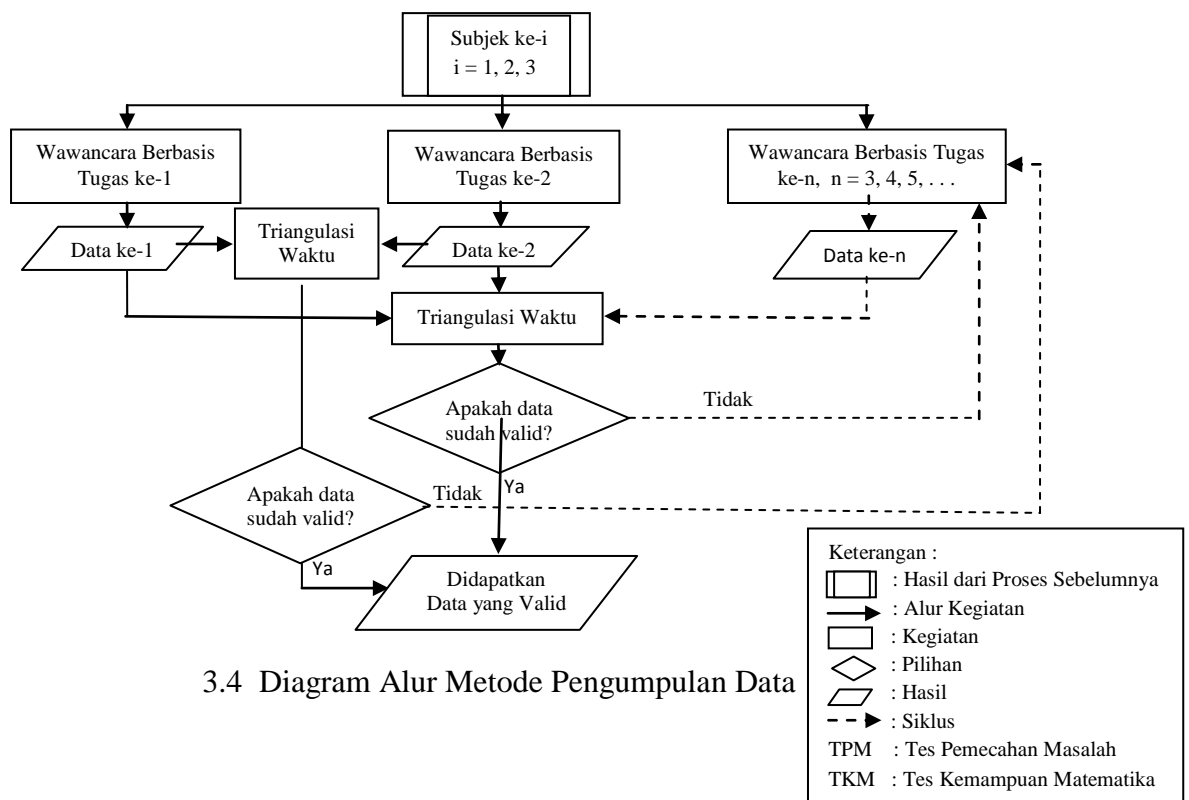 Subjek ke-i
i = 1, 2, 3
Wawancara Berbasis
Tugas ke-1
Wawancara Berbasis
Tugas ke-2
Wawancara Berbasis Tugas
ke-n, n = 3, 4, 5, . . .
Data ke-1
Triangulasi
Waktu
Data ke-2
Data ke-n
Triangulasi Waktu
Apakah data
sudah valid?
Tidak
Ya
Apakah data
sudah valid?
Tidak
Ya
Didapatkan
Data yang Valid
3.4 Diagram Alur Metode Pengumpulan Data
Keterangan :
: Hasil dari Proses Sebelumnya
: Alur Kegiatan
: Kegiatan
: Pilihan
: Hasil
: Siklus
TPM : Tes Pemecahan Masalah
TKM : Tes Kemampuan Matematika